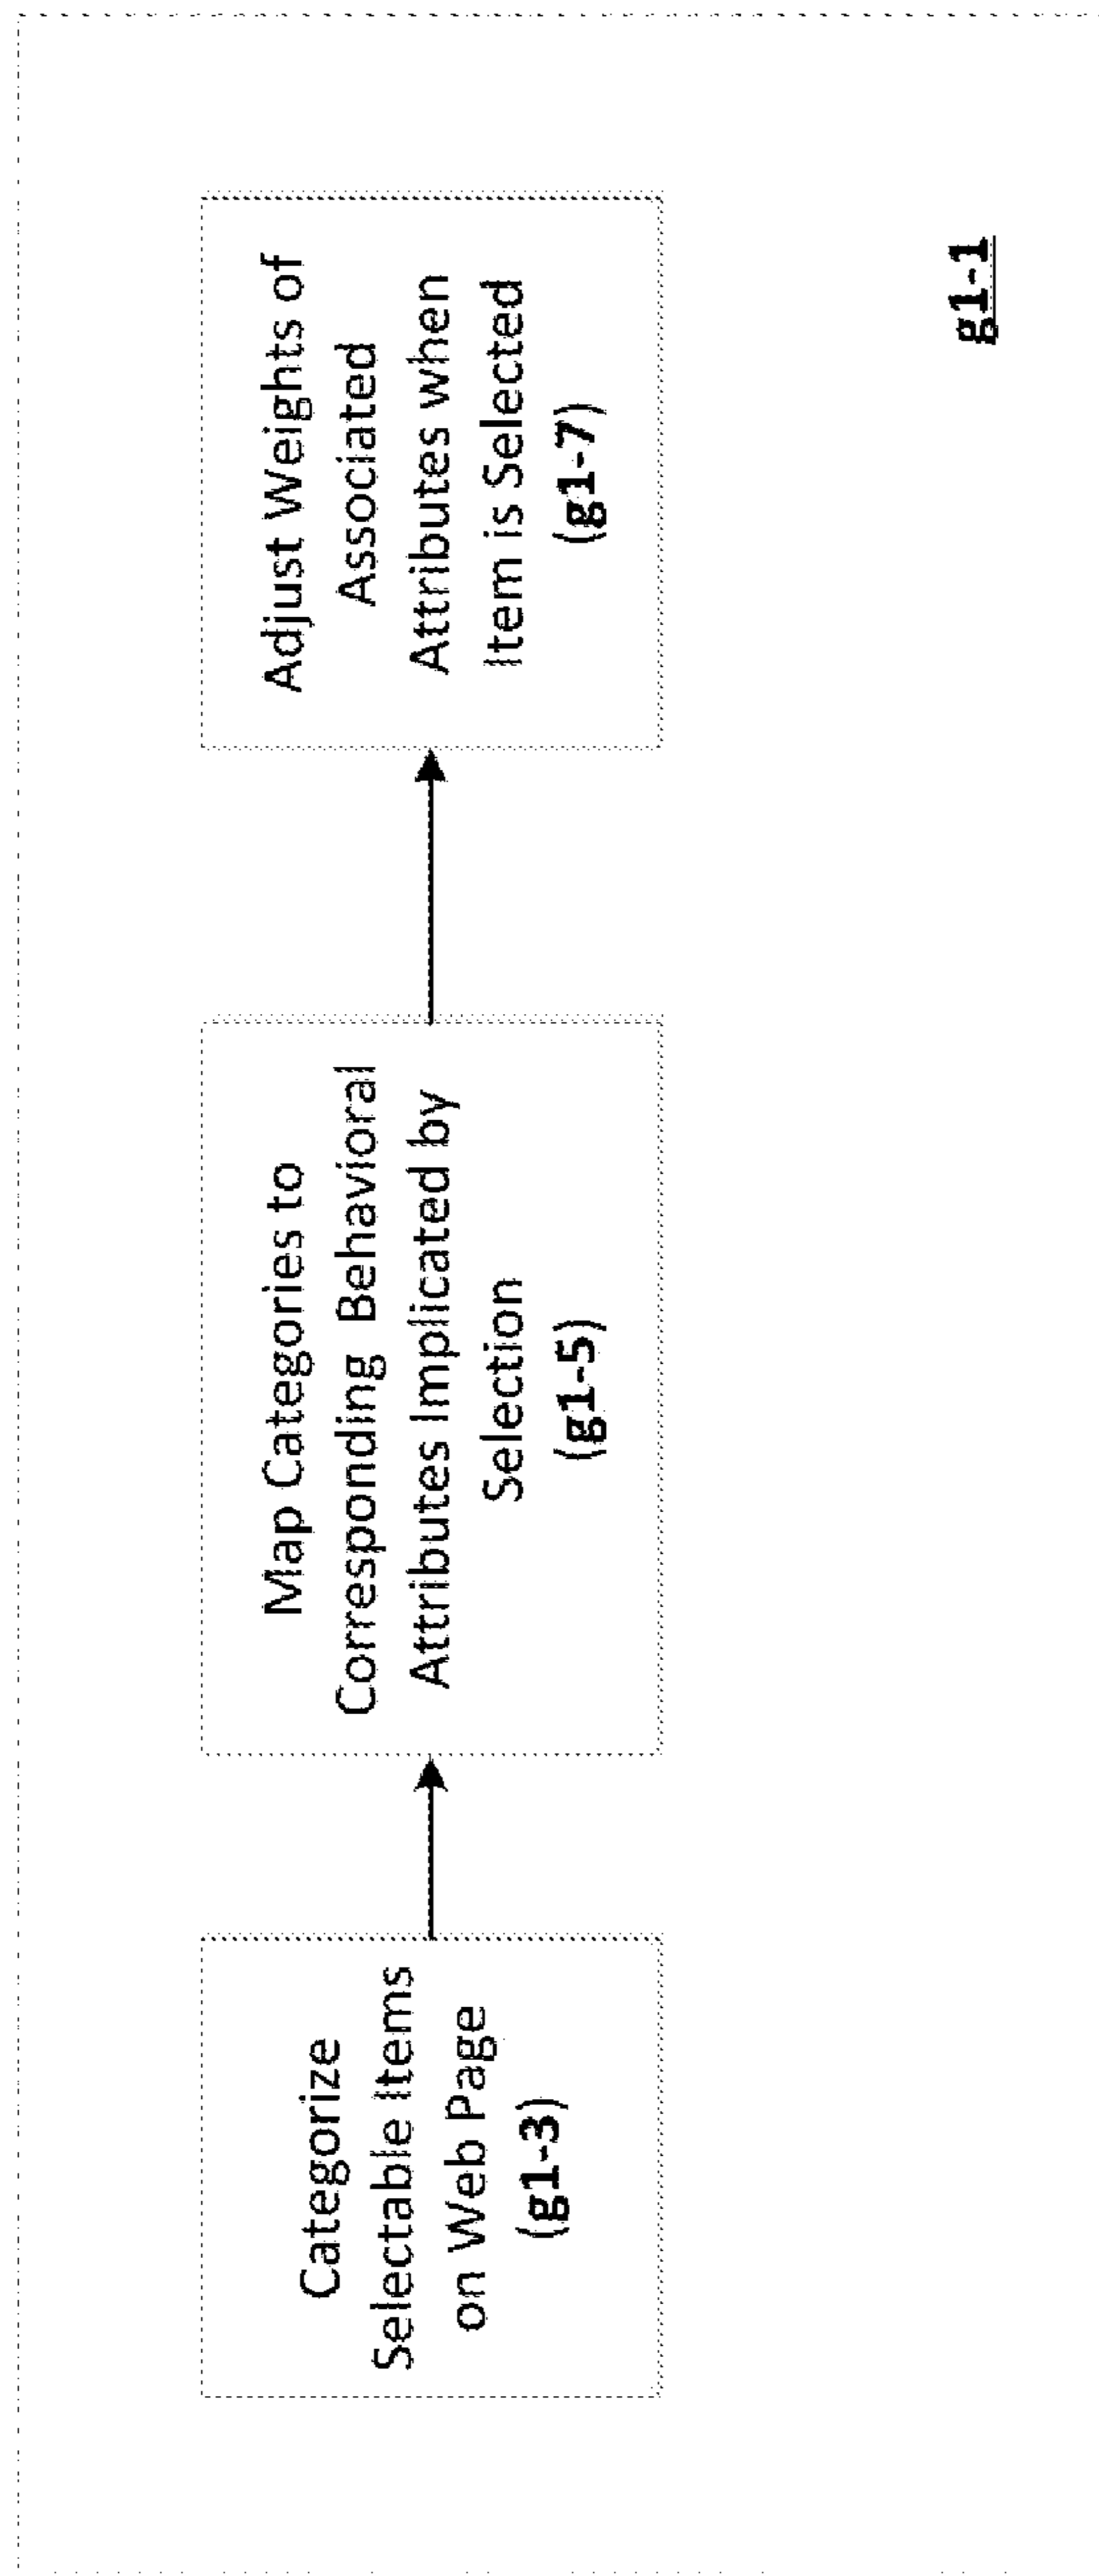 Categorize
Selectable Items
on Web Page
(g1-3)
Map Categories to
Corresponding Behavioral
Attributes Implicated by
Selection
(g1-5)
Adjust Weights of
Associated
Attributes when
Item is Selected
(g1-7)
g1-1